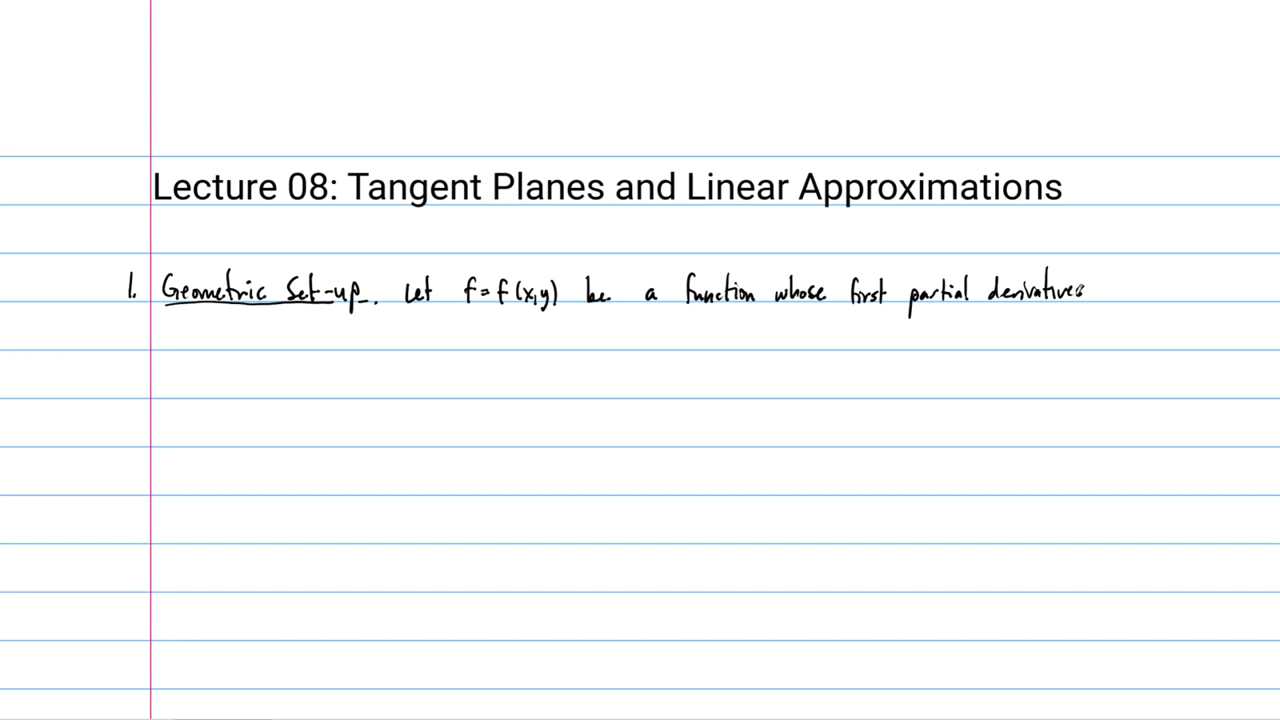 Lecture 08: Tangent Planes and Linear Approximations
1. Geometric Set-up. Let f = f(x,y) be a function whose first partial derivatives